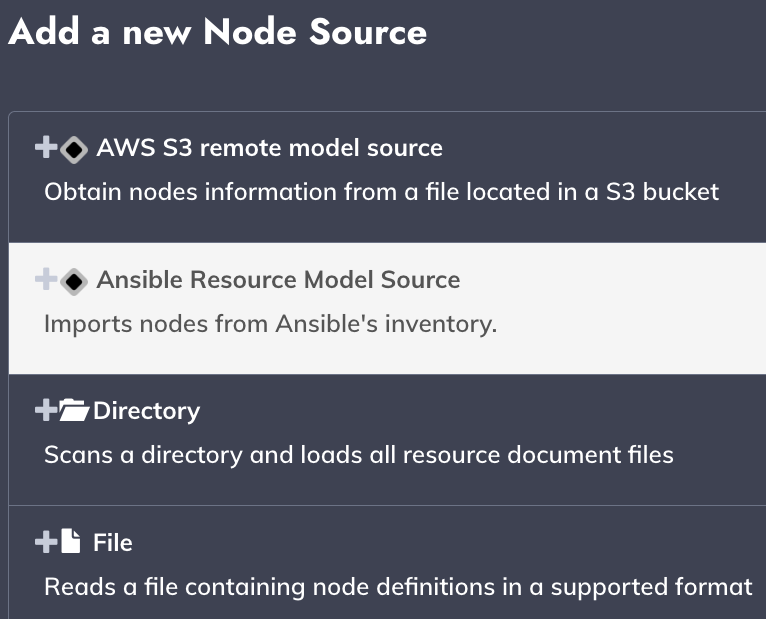 Add a new Node Source
AWS S3 remote model source
Obtain nodes information from a file located in a S3 bucket
Ansible Resource Model Source
Imports nodes from Ansible's inventory.
Directory
Scans a directory and loads all resource document files
File
Reads a file containing node definitions in a supported format